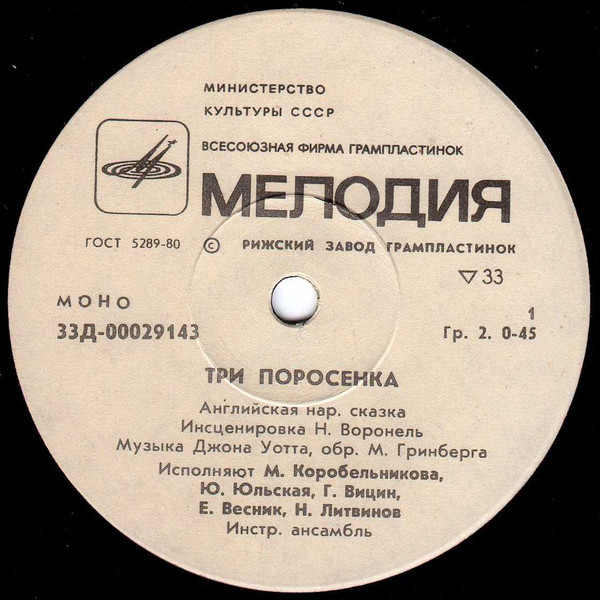 МИНИСТЕРСТВО
КУЛЬТУРЫ СССР
ВСЕСОЮЗНАЯ ФИРМА ГРАМПЛАСТИНОК
МЕЛОДИЯ
ГОСТ 5289-80 © РИЖСКИЙ ЗАВОД ГРАМПЛАСТИНОК
▽ 33
МОНО
33Д-00029143
1
Гр. 2. 0-45
ТРИ ПОРОСЕНКА
Английская нар. сказка
Инсценировка Н. Воронель
Музыка Джона Уотта, обр. М. Гринберга
Исполняют М. Коробельникова,
Ю. Юльская, Г. Вицин,
Е. Весник, Н. Литвинов
Инстр. ансамбль